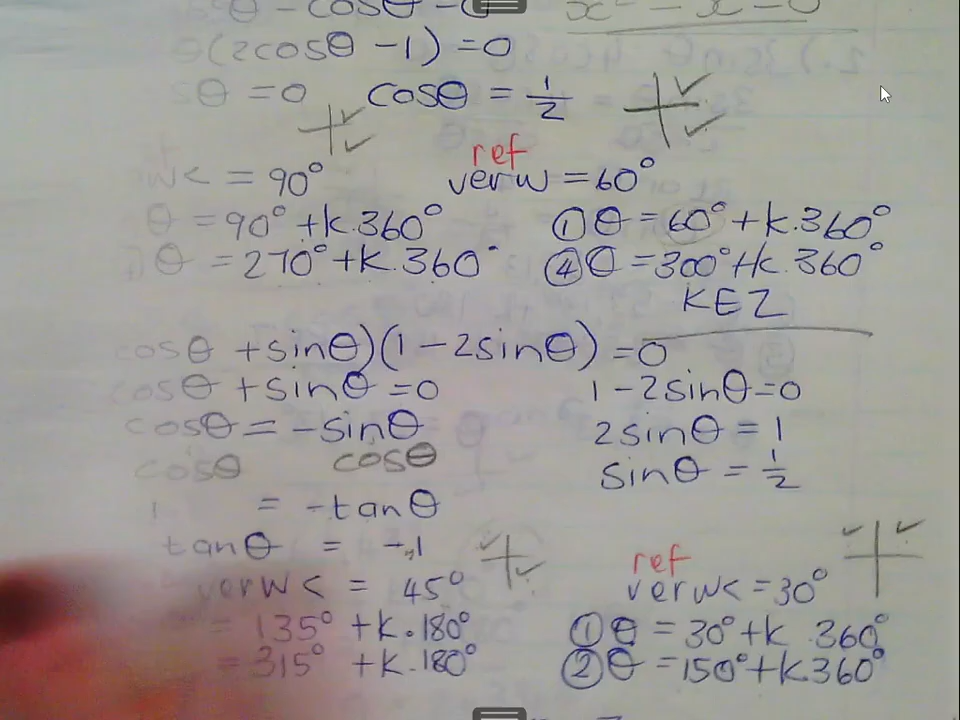 θ - cosθ
θ(2cosθ - 1) = 0
sθ = 0   cosθ = 1/2
ref
w< = 90°   verw = 60°
θ = 90° + k.360°   ① θ = 60° + k.360°
θ = 270° + k.360°   ④ θ = 300° + k.360°
KEZ
cosθ + sinθ)(1 - 2sinθ) = 0
cosθ + sinθ = 0   1 - 2sinθ = 0
cosθ = -sinθ   2sinθ = 1
cosθ   cosθ   sinθ = 1/2
1 = -tanθ
tanθ = -1
ref
verw< = 45°   verw< = 30°
= 135° + k.180°   ① θ = 30° + k 360°
= 315° + k.180°   ② θ = 150° + k.360°